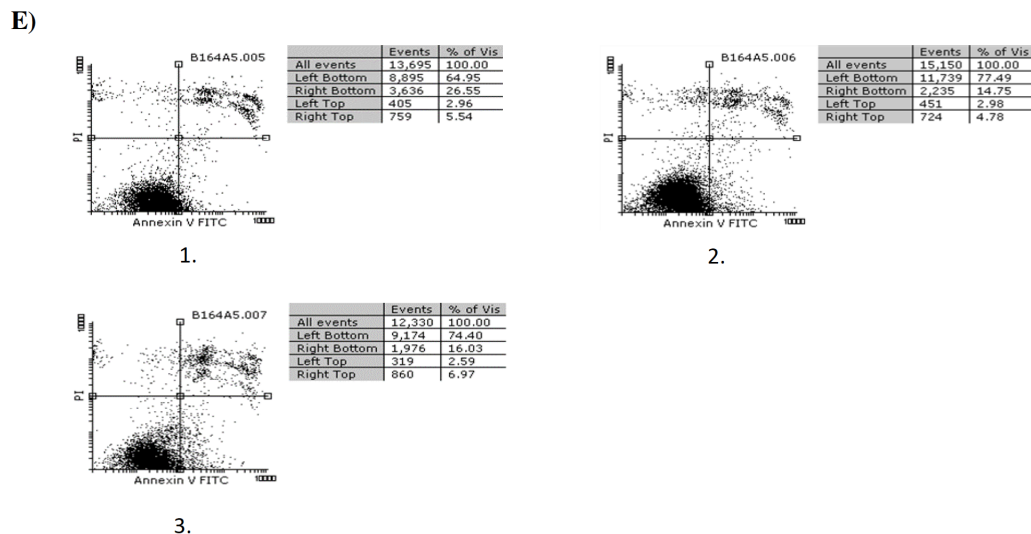 E)
B164A5.005
Events % of Vis
All events 13,695 100.00
Left Bottom 8,895 64.95
Right Bottom 3,636 26.55
Left Top 405 2.96
Right Top 759 5.54
PI
Annexin V FITC
1.
B164A5.006
Events % of Vis
All events 15,150 100.00
Left Bottom 11,739 77.49
Right Bottom 2,235 14.75
Left Top 451 2.98
Right Top 724 4.78
PI
Annexin V FITC
2.
B164A5.007
Events % of Vis
All events 12,330 100.00
Left Bottom 9,174 74.40
Right Bottom 1,976 16.03
Left Top 319 2.59
Right Top 860 6.97
PI
Annexin V FITC
3.